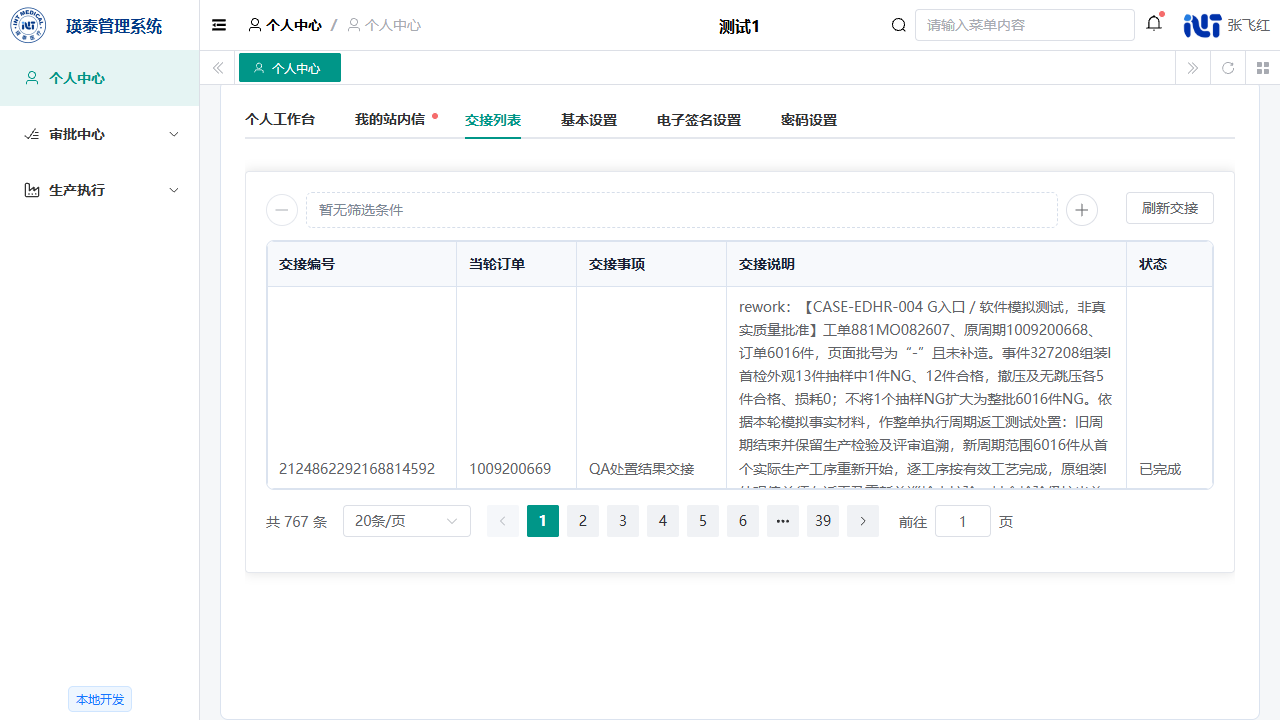 瑛泰管理系统
个人中心 / 个人中心
测试1
请输入菜单内容
张飞红
个人中心
个人中心
审批中心
生产执行
个人工作台
我的站内信
交接列表
基本设置
电子签名设置
密码设置
暂无筛选条件
刷新交接
交接编号
当轮订单
交接事项
交接说明
状态
2124862292168814592
1009200669
QA处置结果交接
rework：【CASE-EDHR-004 G入口 / 软件模拟测试，非真
实质量批准】工单881MO082607、原周期1009200668、
订单6016件，页面批号为“-”且未补造。事件327208组装I
首检外观13件抽样中1件NG、12件合格，撤压及无跳压各5
件合格、损耗0；不将1个抽样NG扩大为整批6016件NG。依
据本轮模拟事实材料，作整单执行周期返工测试处置：旧周
期结束并保留生产检验及评审追溯，新周期范围6016件从首
个实际生产工序重新开始，逐工序按有效工艺完成，原组装I
已完成
共 767 条
20条/页
1
2
3
4
5
6
•••
39
前往
1
页
本地开发